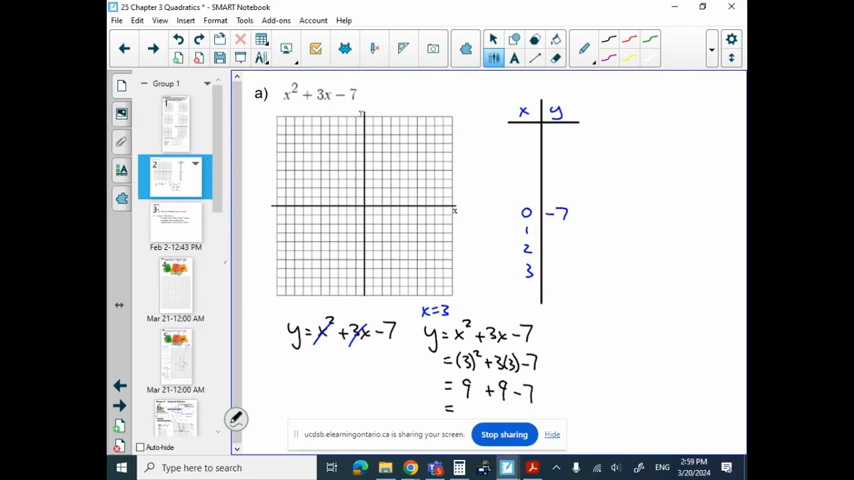 25 Chapter 3 Quadratics * - SMART Notebook
File Edit View Insert Format Tools Add-ons Account Help
Group 1
1
2
3
Feb 2-12:43 PM
Mar 21-12:00 AM
Mar 21-12:00 AM
Auto-hide
a) x² + 3x − 7
y
x
x y
0 -7
1
2
3
x=3
y = x² + 3x - 7
y = x² + 3x - 7
= (3)² + 3(3) - 7
= 9 + 9 - 7
=
ucdsb.elearningontario.ca is sharing your screen. Stop sharing Hide
Type here to search
ENG
2:59 PM
3/20/2024